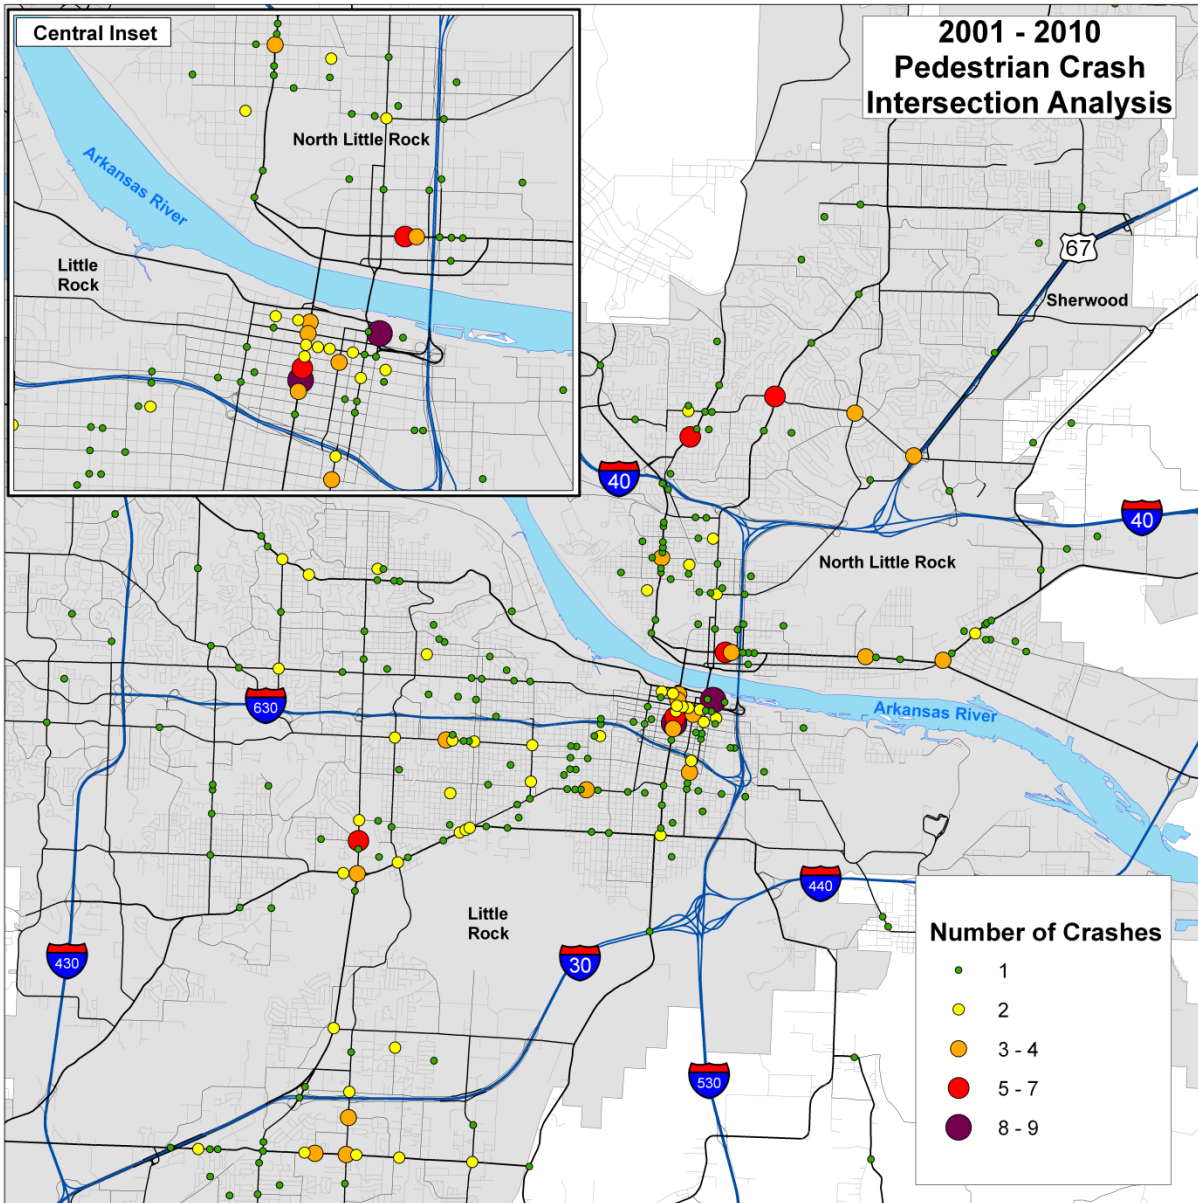 Central Inset
2001 - 2010
Pedestrian Crash
Intersection Analysis
North Little Rock
Arkansas River
Little
Rock
67
Sherwood
40
40
North Little Rock
630
Arkansas River
440
Little
Rock
430
30
530
Number of Crashes
1
2
3 - 4
5 - 7
8 - 9